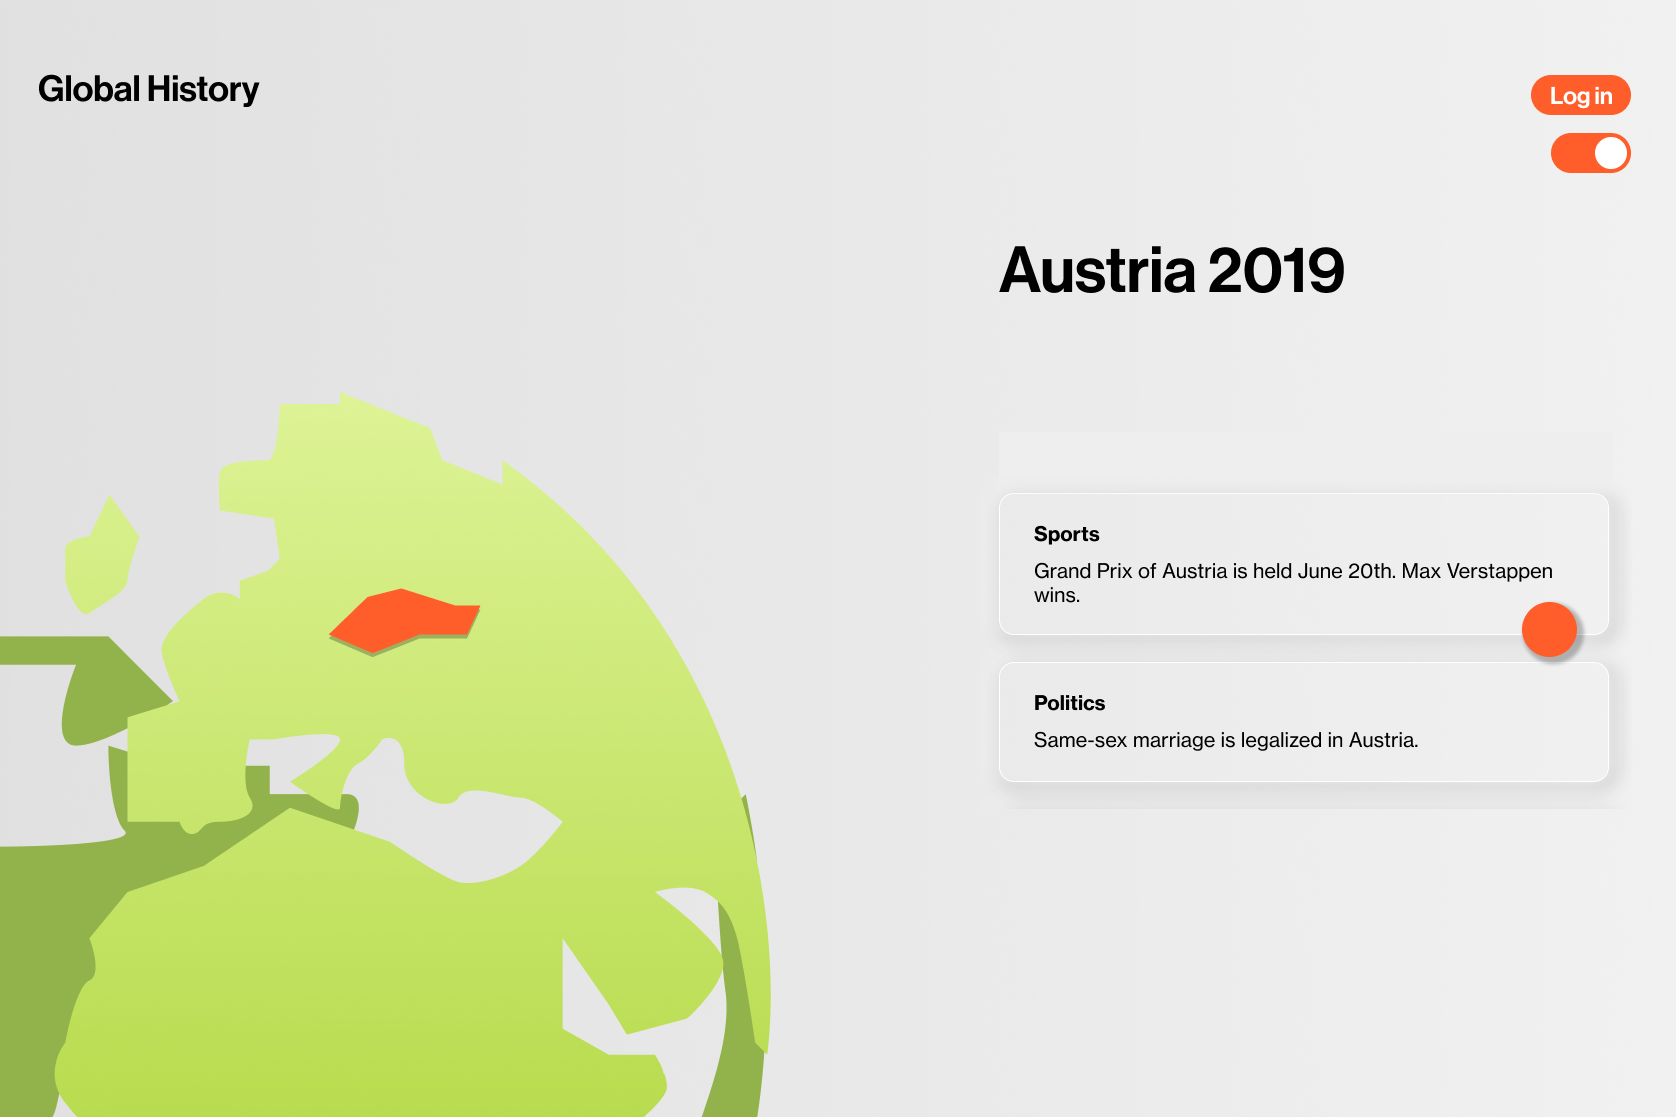 Global History
Log in
Austria 2019
Sports
Grand Prix of Austria is held June 20th. Max Verstappen
wins.
Politics
Same-sex marriage is legalized in Austria.